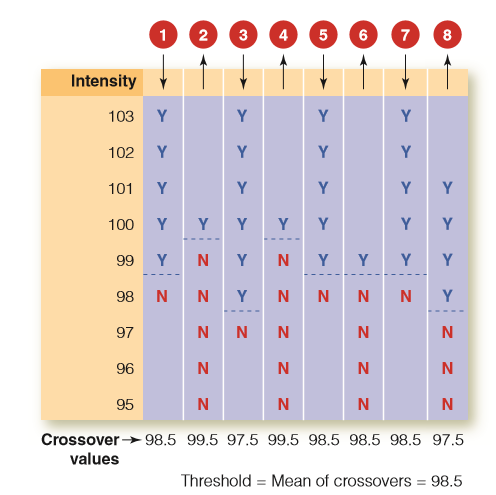 1 2 3 4 5 6 7 8
Intensity
103 Y Y Y Y
102 Y Y Y Y
101 Y Y Y Y Y
100 Y Y Y Y Y Y Y
99 Y N Y N Y Y Y Y
98 N N Y N N N N Y
97 N N N N N
96 N N N N
95 N N N N
Crossover 98.5 99.5 97.5 99.5 98.5 98.5 98.5 97.5
values
Threshold = Mean of crossovers = 98.5